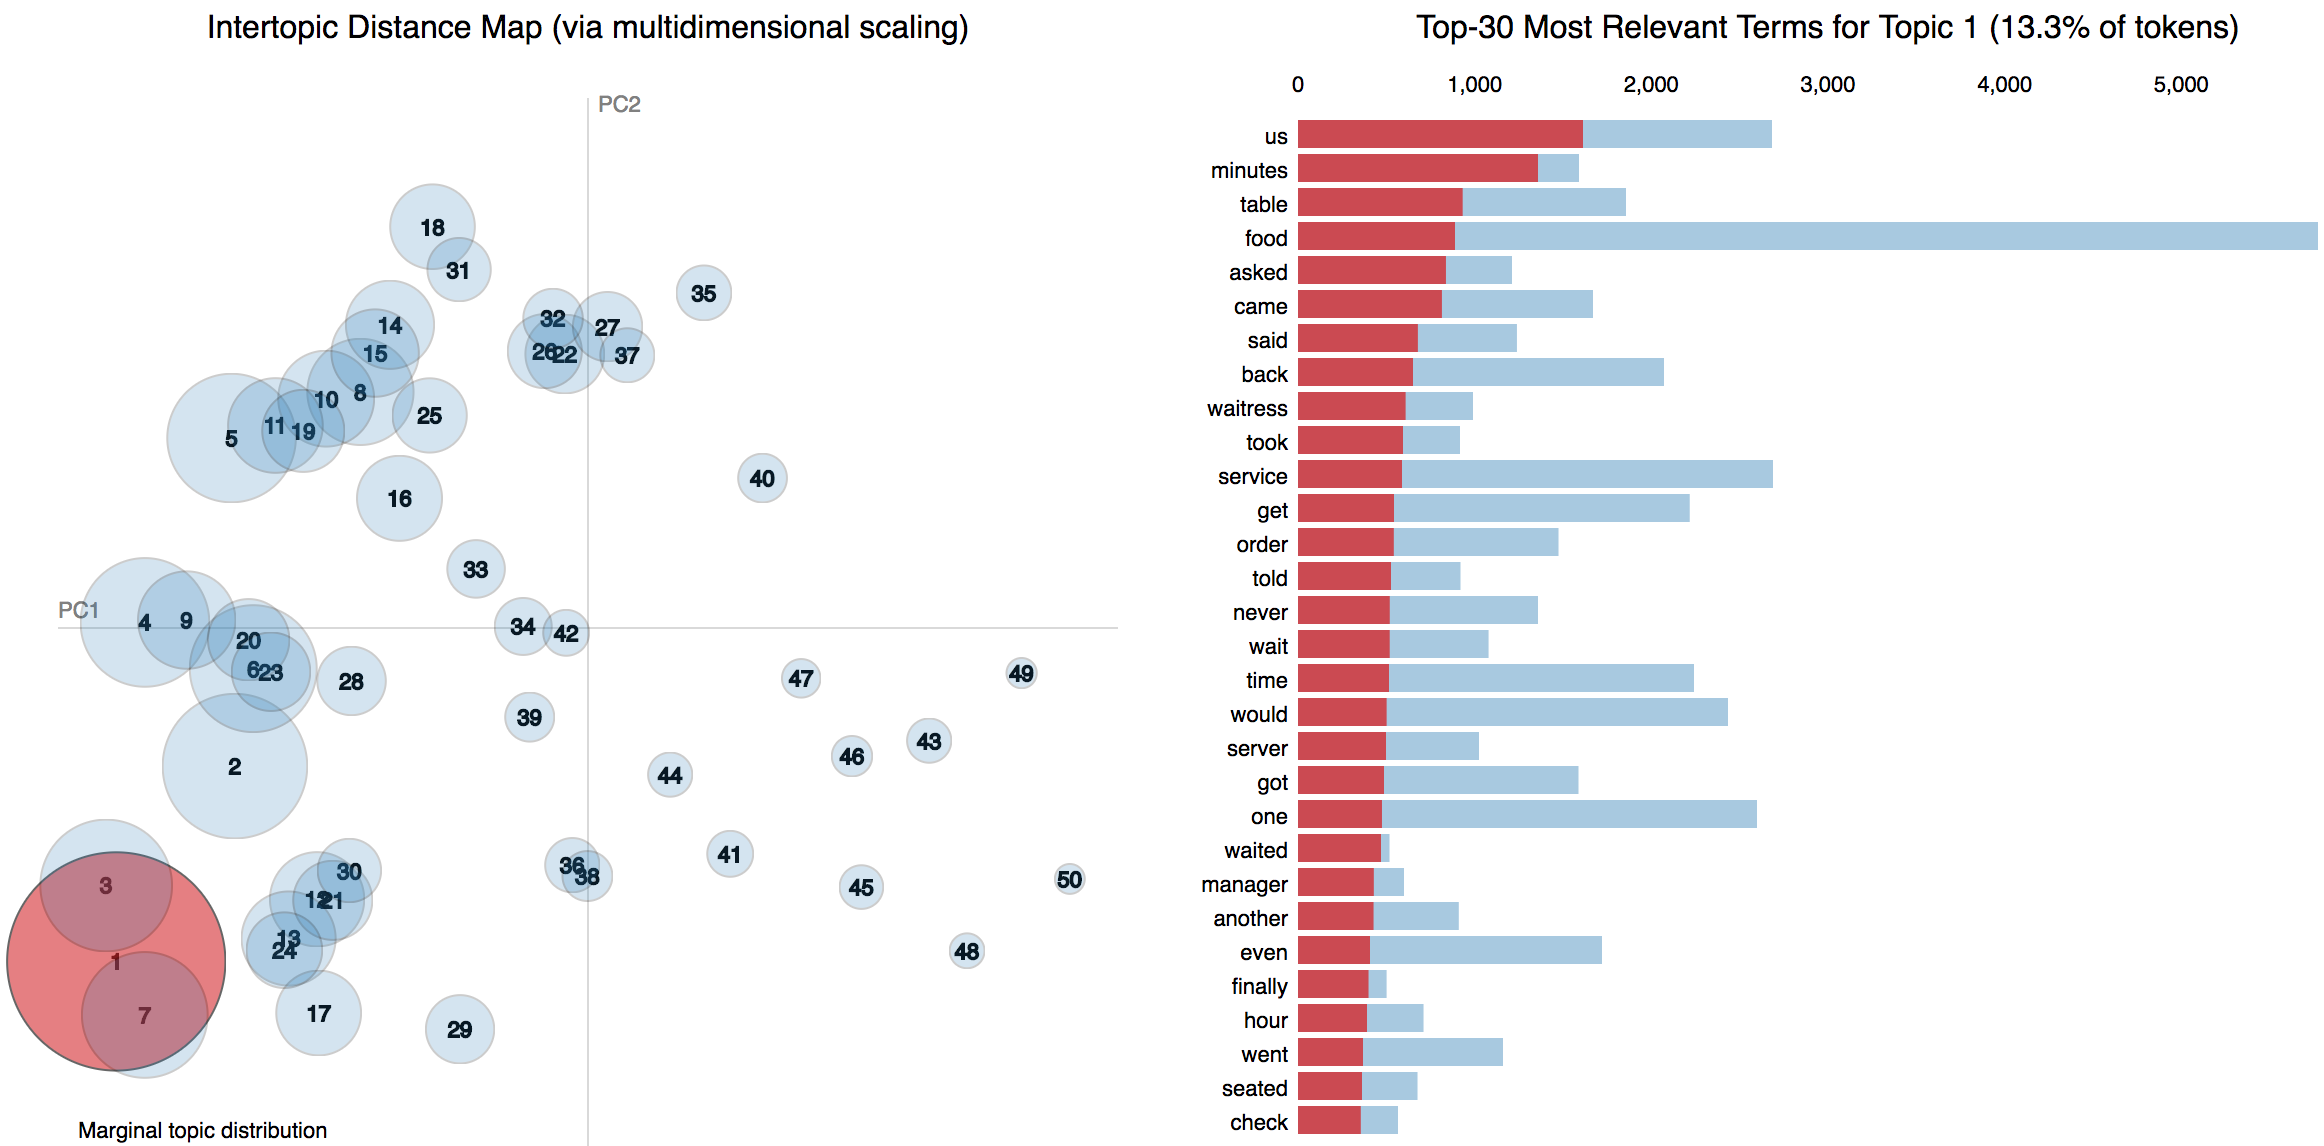 Intertopic Distance Map (via multidimensional scaling)
PC2
PC1
18
31
35
14
32
27
15
26
22
37
8
10
25
11
19
5
40
16
33
4
9
34
42
20
6
23
28
47
49
39
43
46
2
44
41
36
38
30
3
45
50
12
21
13
24
48
1
7
17
29
Marginal topic distribution
Top-30 Most Relevant Terms for Topic 1 (13.3% of tokens)
0 1,000 2,000 3,000 4,000 5,000
us
minutes
table
food
asked
came
said
back
waitress
took
service
get
order
told
never
wait
time
would
server
got
one
waited
manager
another
even
finally
hour
went
seated
check